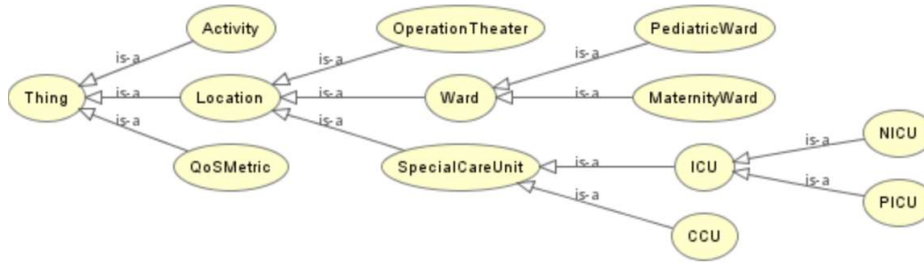 Activity
OperationTheater
PediatricWard
is-a
is-a
is-a
Thing
is-a
Location
is-a
Ward
is-a
MaternityWard
is-a
is-a
NICU
is-a
QoSMetric
SpecialCareUnit
is-a
ICU
is-a
is-a
PICU
CCU